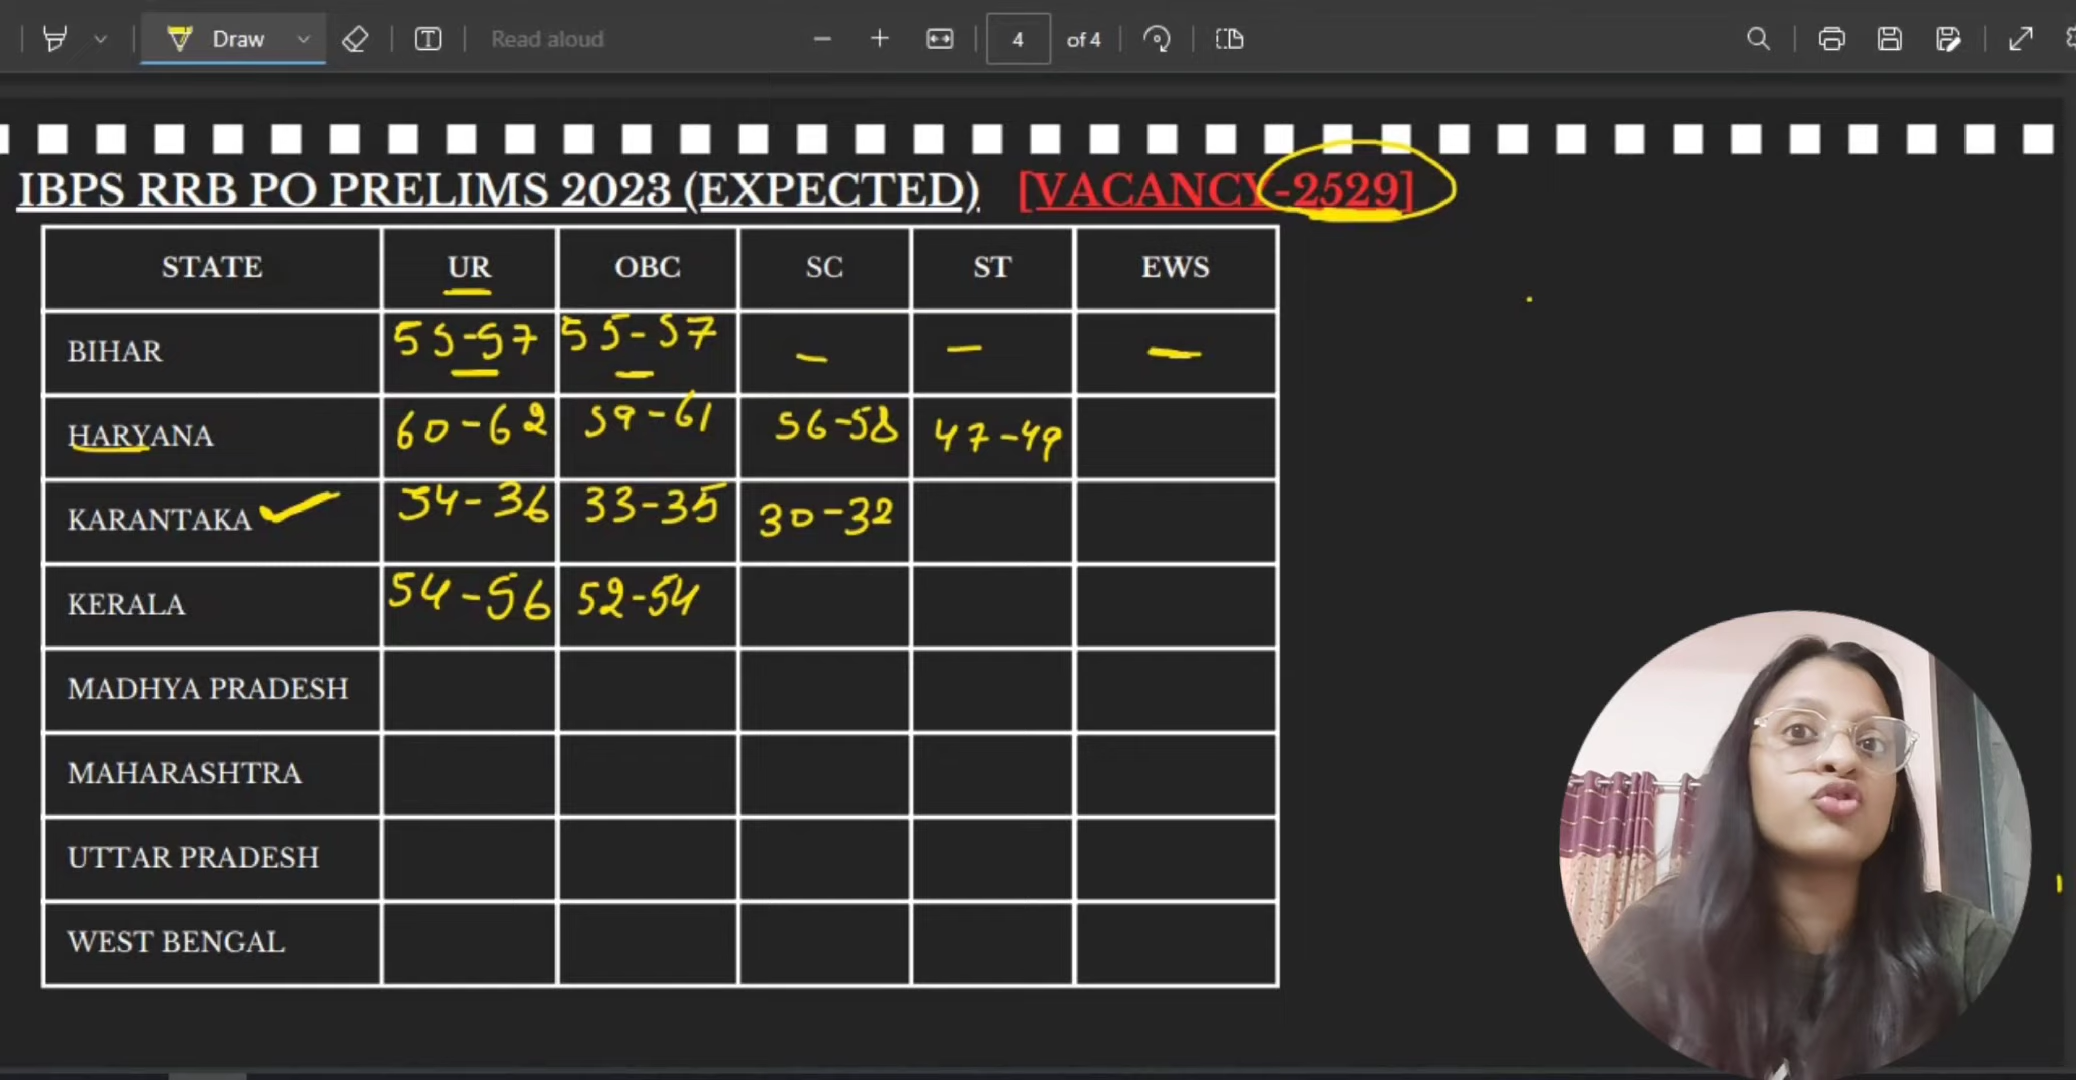 Draw
Read aloud
4 of 4
IBPS RRB PO PRELIMS 2023 (EXPECTED) [VACANCY-2529]
STATE UR OBC SC ST EWS
BIHAR 55-57 55-57 - - -
HARYANA 60-62 59-61 56-58 47-49
KARANTAKA 34-36 33-35 30-32
KERALA 54-56 52-54
MADHYA PRADESH
MAHARASHTRA
UTTAR PRADESH
WEST BENGAL